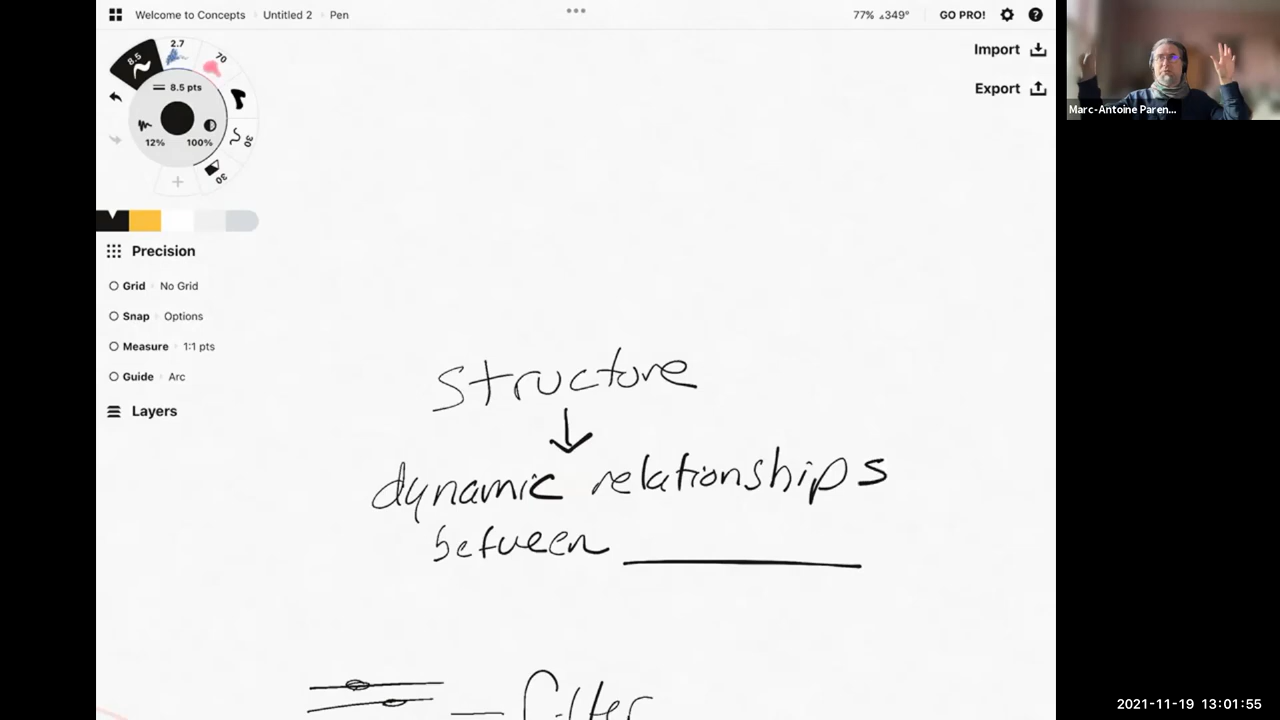 Welcome to Concepts › Untitled 2 › Pen
77% ⊿349° GO PRO!
Import
Export
Marc-Antoine Paren...
8.5
2.7
70
30
30
8.5 pts
12% 100%
Precision
Grid No Grid
Snap Options
Measure 1:1 pts
Guide Arc
Layers
structure
dynamic relationships
between
filter
2021-11-19 13:01:55